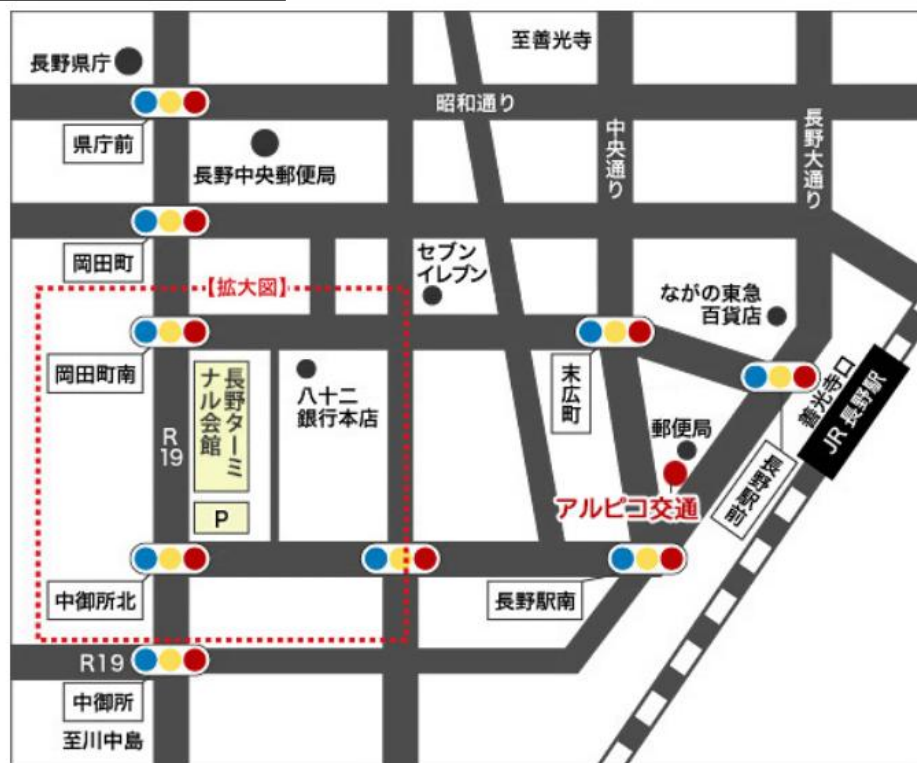 至善光寺
長野県庁
昭和通り
県庁前
長野中央郵便局
中央通り
長野大通り
岡田町
セブン
イレブン
【拡大図】
ながの東急
百貨店
岡田町南
長野ターミ
ナル会館
八十二
銀行本店
末広町
善光寺口
JR 長野駅
R
19
郵便局
長野駅前
P
アルピコ交通
中御所北
長野駅南
R19
中御所
至川中島